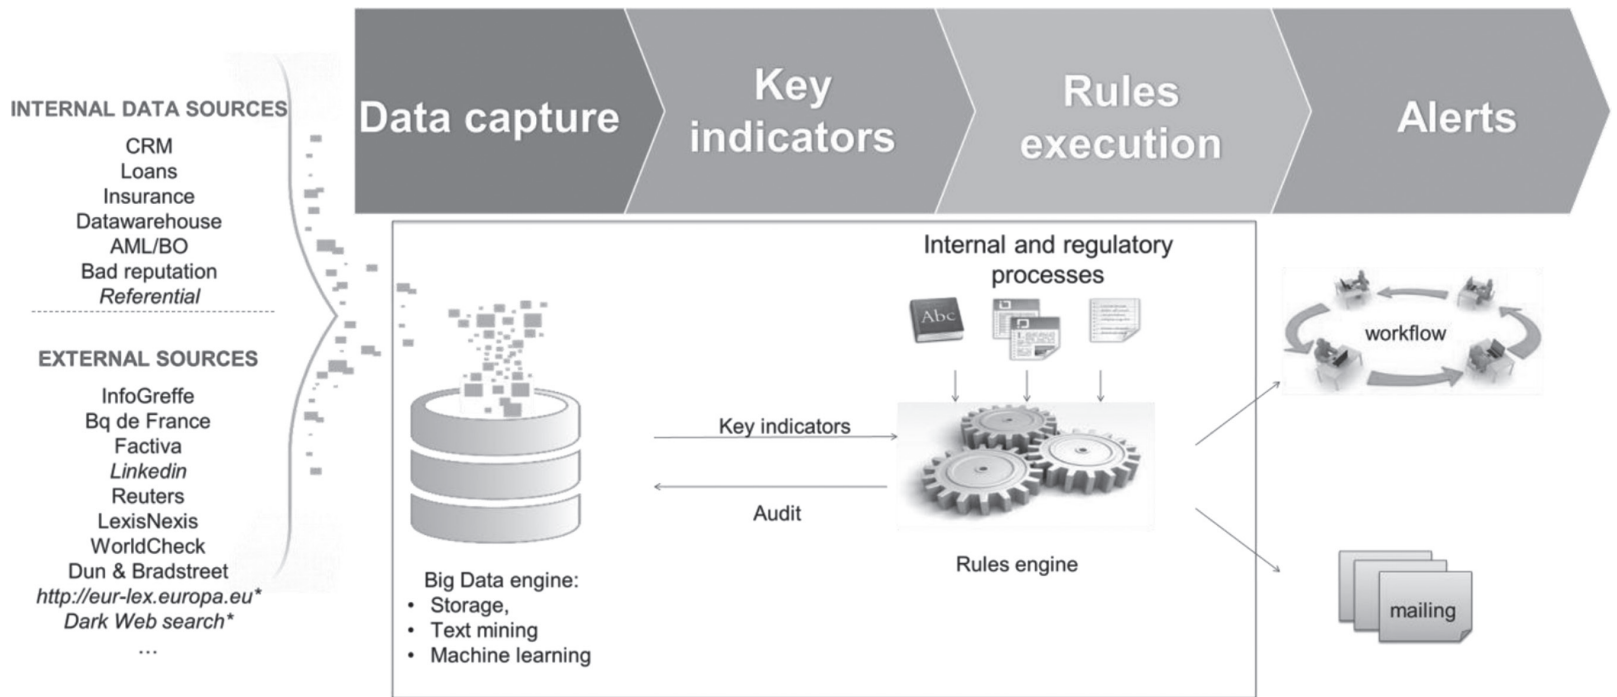 Data capture
Key
indicators
Rules
execution
Alerts
INTERNAL DATA SOURCES
CRM
Loans
Insurance
Datawarehouse
AML/BO
Bad reputation
Referential
EXTERNAL SOURCES
InfoGreffe
Bq de France
Factiva
Linkedin
Reuters
LexisNexis
WorldCheck
Dun & Bradstreet
http://eur-lex.europa.eu*
Dark Web search*
...
Big Data engine:
• Storage,
• Text mining
• Machine learning
Key indicators
Audit
Internal and regulatory
processes
Abc
Rules engine
workflow
mailing